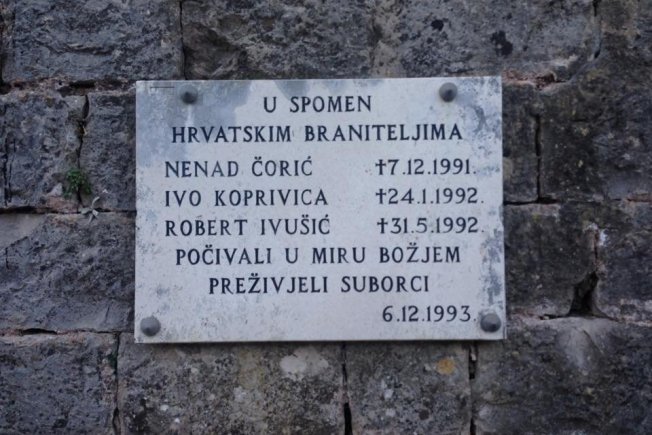 U SPOMEN
HRVATSKIM BRANITELJIMA
NENAD ČORIĆ †7.12.1991.
IVO KOPRIVICA †24.1.1992.
ROBERT IVUŠIĆ †31.5.1992.
POČIVALI U MIRU BOŽJEM
PREŽIVJELI SUBORCI
6.12.1993.